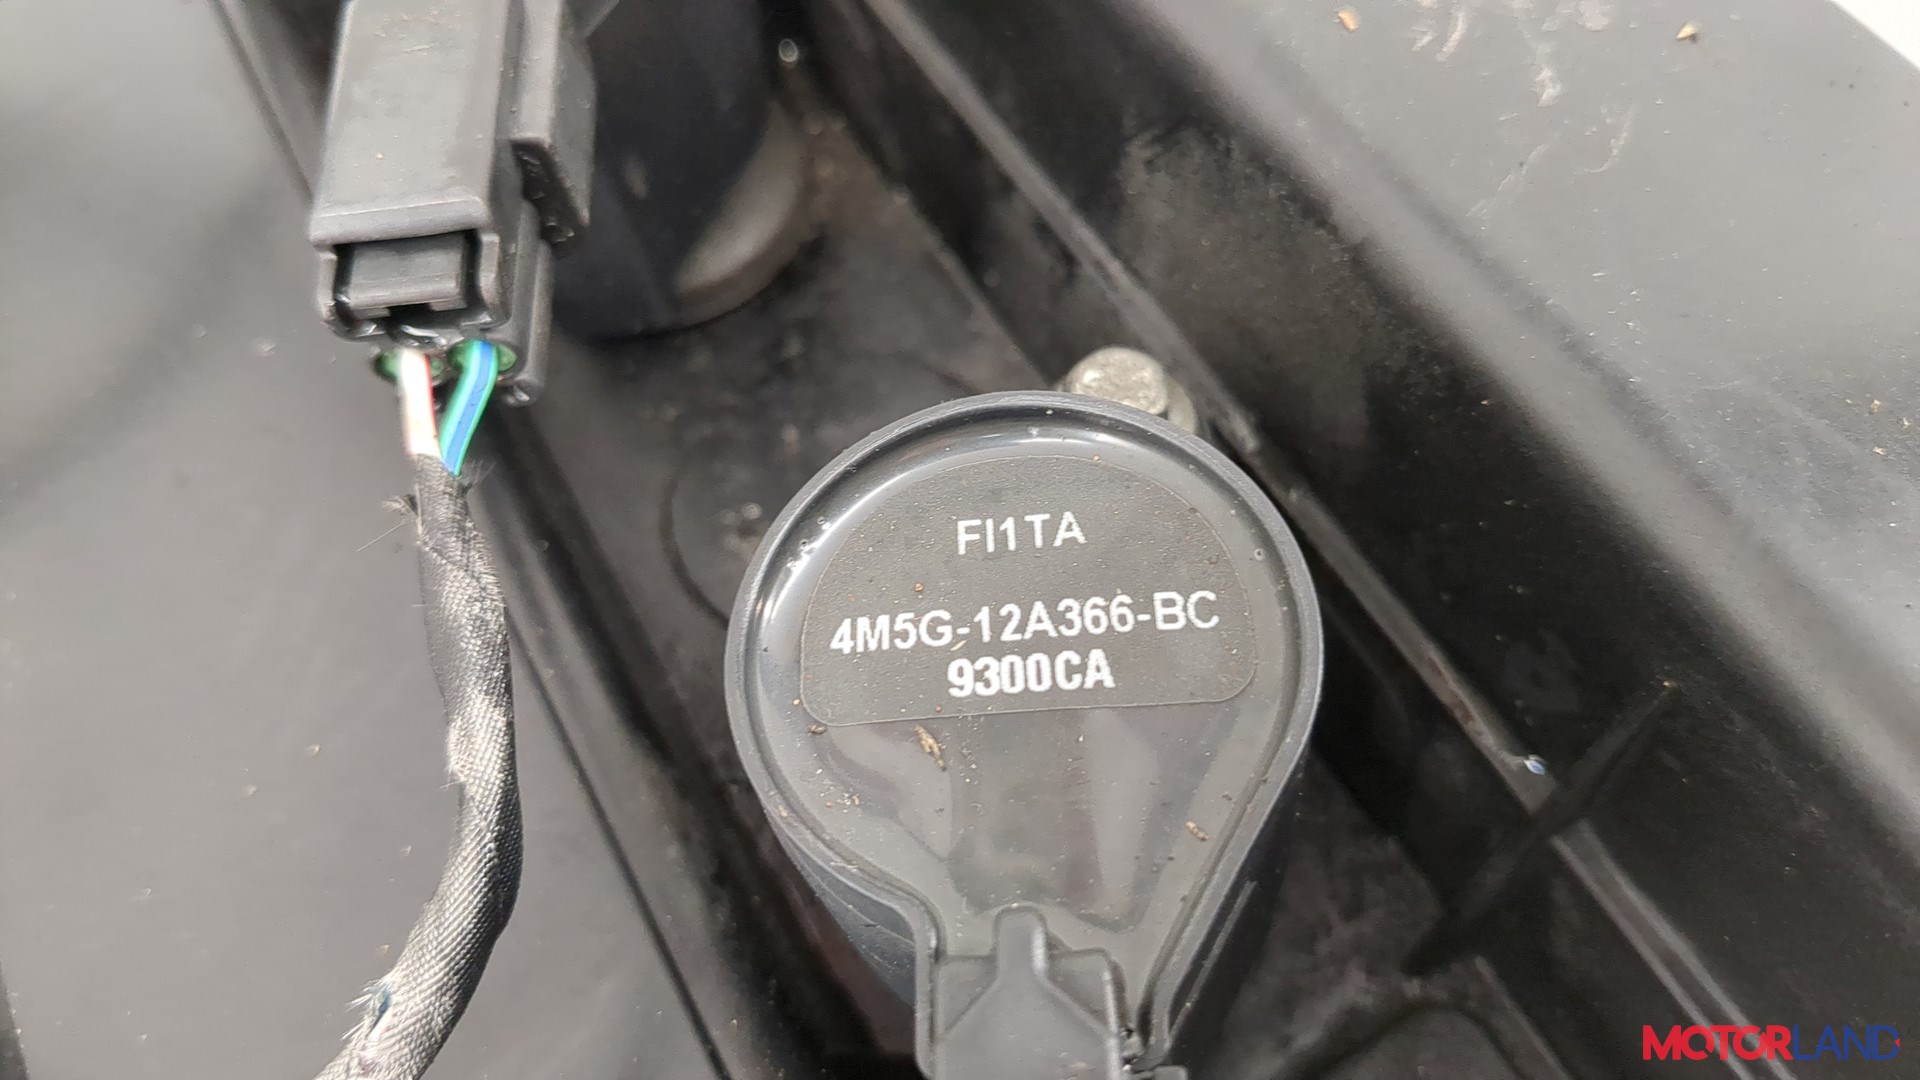 FI1TA
4M5G-12A366-BC
9300CA
MOTORLAND